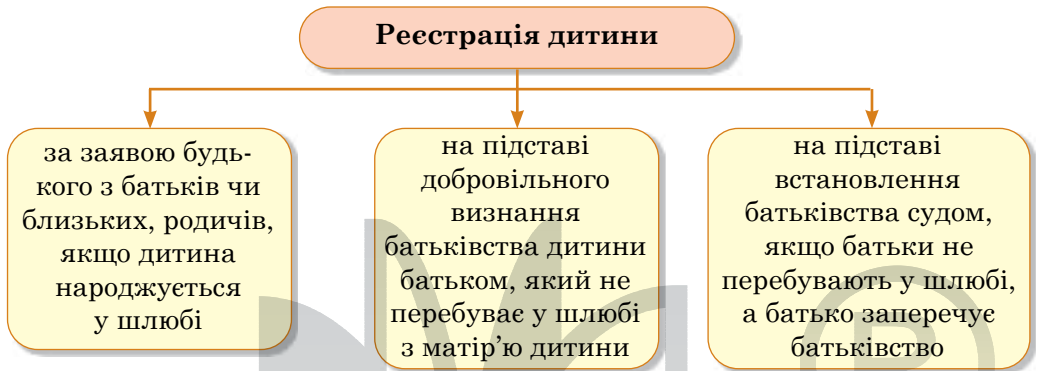 Реєстрація дитини
за заявою будь-
кого з батьків чи
близьких, родичів,
якщо дитина
народжується
у шлюбі
на підставі
добровільного
визнання
батьківства дитини
батьком, який не
перебуває у шлюбі
з матір’ю дитини
на підставі
встановлення
батьківства судом,
якщо батьки не
перебувають у шлюбі,
а батько заперечує
батьківство